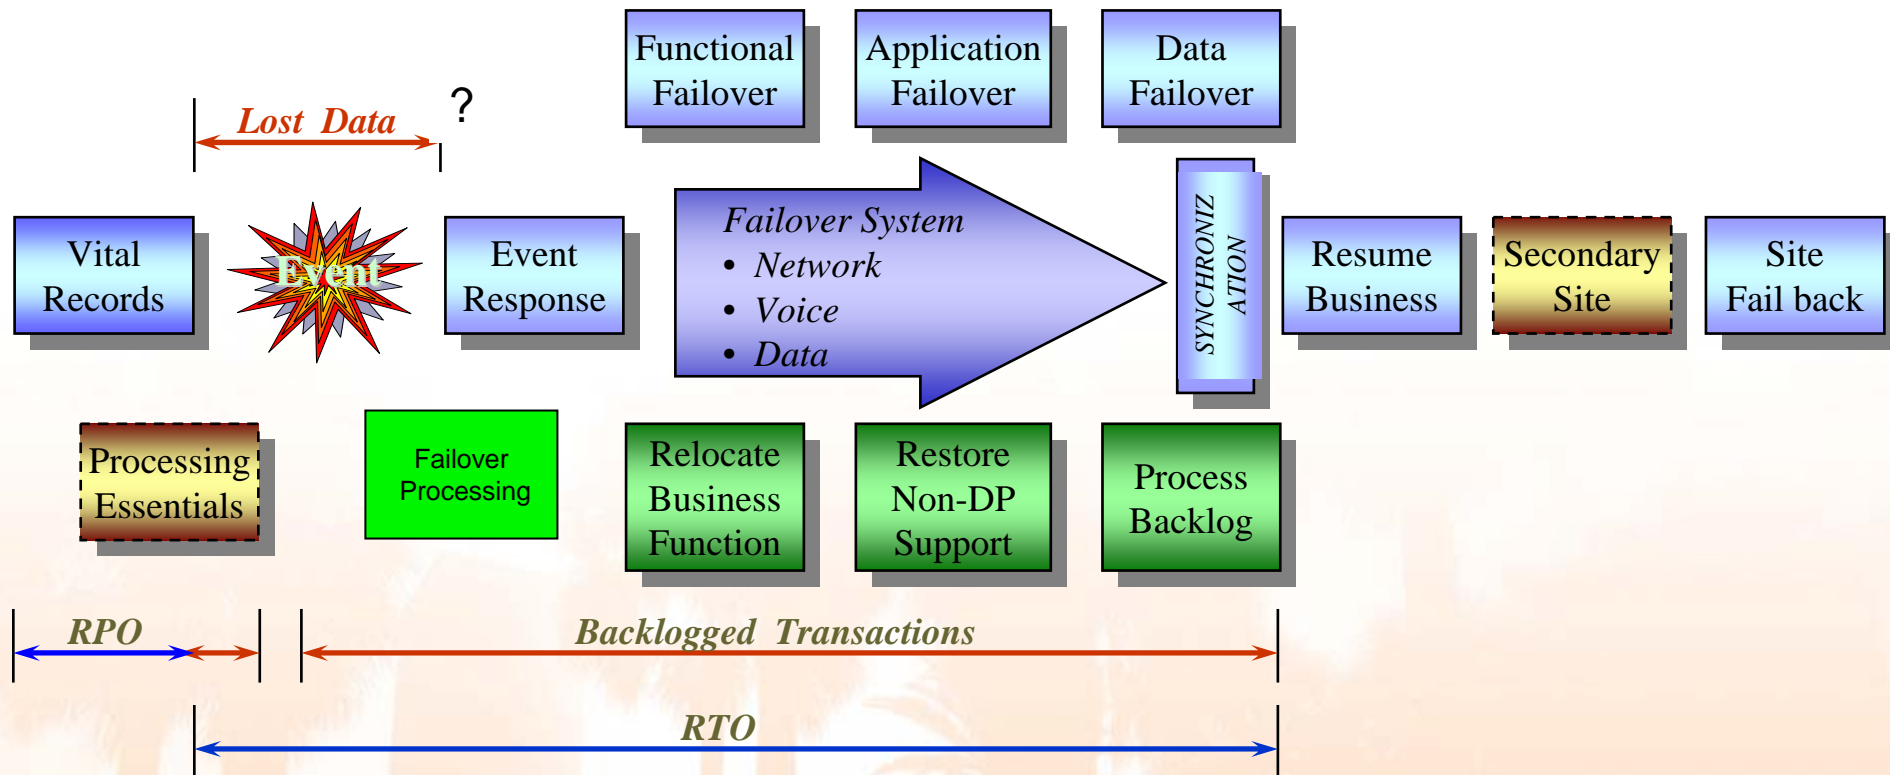 Functional
Failover
Application
Failover
Data
Failover
?
Lost Data
Vital
Records
Event
Event
Response
Failover System
• Network
• Voice
• Data
SYNCHRONIZ
ATION
Resume
Business
Secondary
Site
Site
Fail back
Processing
Essentials
Failover
Processing
Relocate
Business
Function
Restore
Non-DP
Support
Process
Backlog
RPO
Backlogged Transactions
RTO